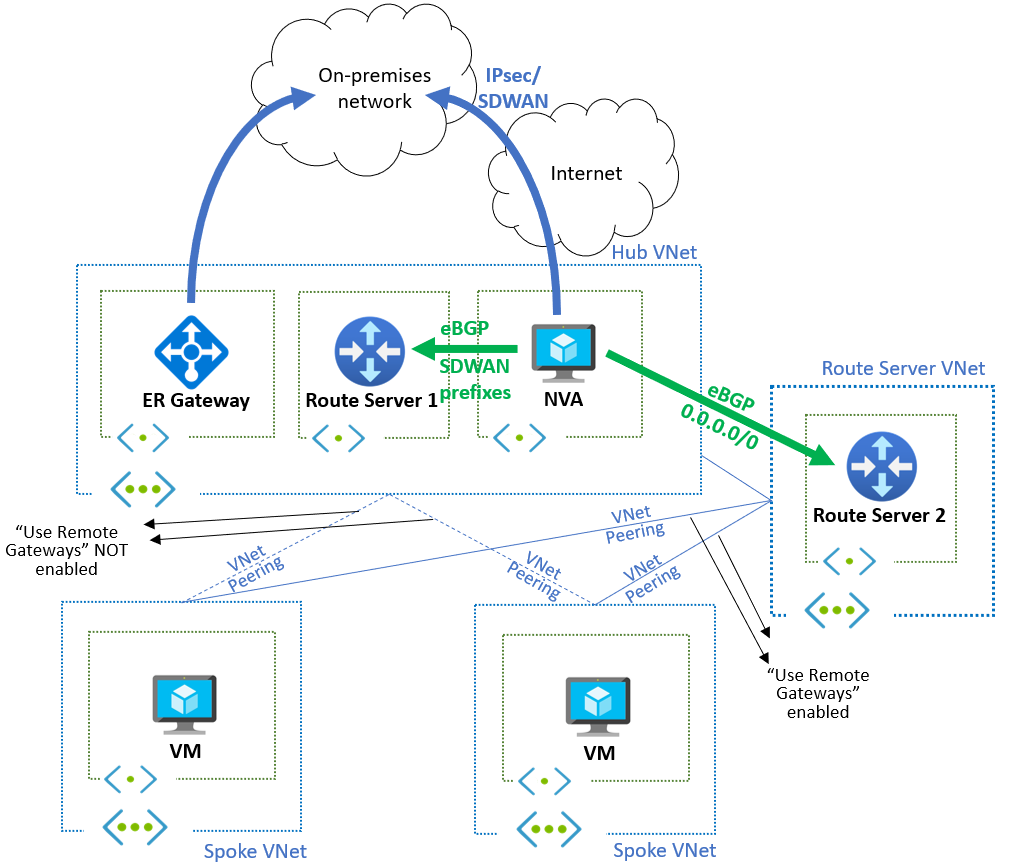 On-premises
network
IPsec/
SDWAN
Internet
Hub VNet
eBGP
SDWAN
prefixes
ER Gateway
Route Server 1
NVA
eBGP
0.0.0.0/0
Route Server VNet
Route Server 2
“Use Remote
Gateways” NOT
enabled
VNet
Peering
VNet
Peering
VNet
Peering
VNet
Peering
“Use Remote
Gateways”
enabled
VM
VM
Spoke VNet
Spoke VNet